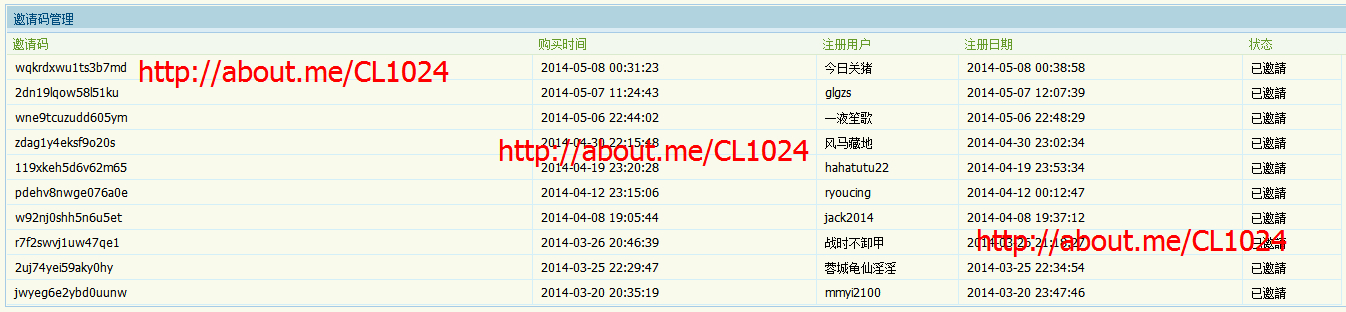 邀请码管理
邀请码 购买时间 注册用户 注册日期 状态
wqkrdxwu1ts3b7md 2014-05-08 00:31:23 今日关猪 2014-05-08 00:38:58 已邀請
http://about.me/CL1024
2dn19lqow58l51ku 2014-05-07 11:24:43 glgzs 2014-05-07 12:07:39 已邀請
wne9tcuzudd605ym 2014-05-06 22:44:02 一液笙歌 2014-05-06 22:48:29 已邀請
zdag1y4eksf9o20s 2014-04-30 22:15:48 风马藏地 2014-04-30 23:02:34 已邀請
http://about.me/CL1024
119xkeh5d6v62m65 2014-04-19 23:20:28 hahatutu22 2014-04-19 23:53:34 已邀請
pdehv8nwge076a0e 2014-04-12 23:15:06 ryoucing 2014-04-12 00:12:47 已邀請
w92nj0shh5n6u5et 2014-04-08 19:05:44 jack2014 2014-04-08 19:37:12 已邀請
r7f2swvj1uw47qe1 2014-03-26 20:46:39 战时不卸甲 2014-03-26 21:18:27 已邀請
http://about.me/CL1024
2uj74yei59aky0hy 2014-03-25 22:29:47 蓉城龟仙淫淫 2014-03-25 22:34:54 已邀請
jwyeg6e2ybd0uunw 2014-03-20 20:35:19 mmyi2100 2014-03-20 23:47:46 已邀請